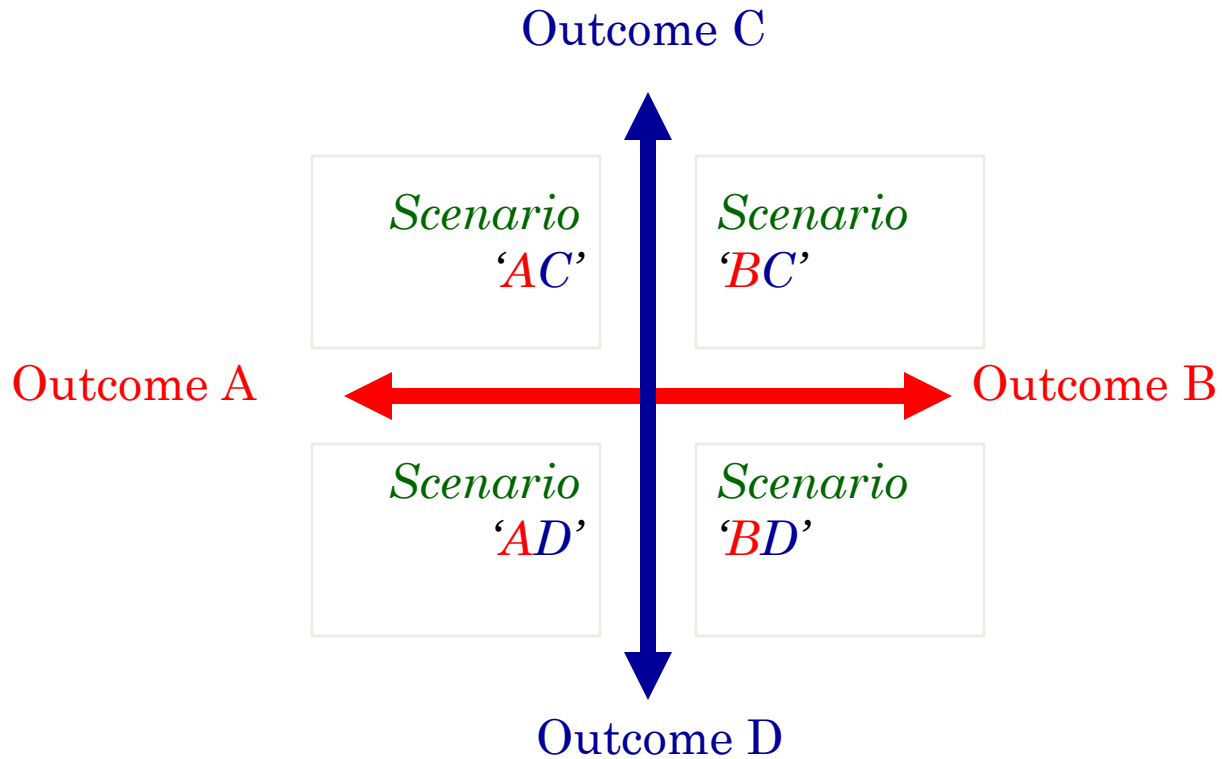 Outcome C
Scenario
‘AC’
Scenario
‘BC’
Outcome A
Outcome B
Scenario
‘AD’
Scenario
‘BD’
Outcome D